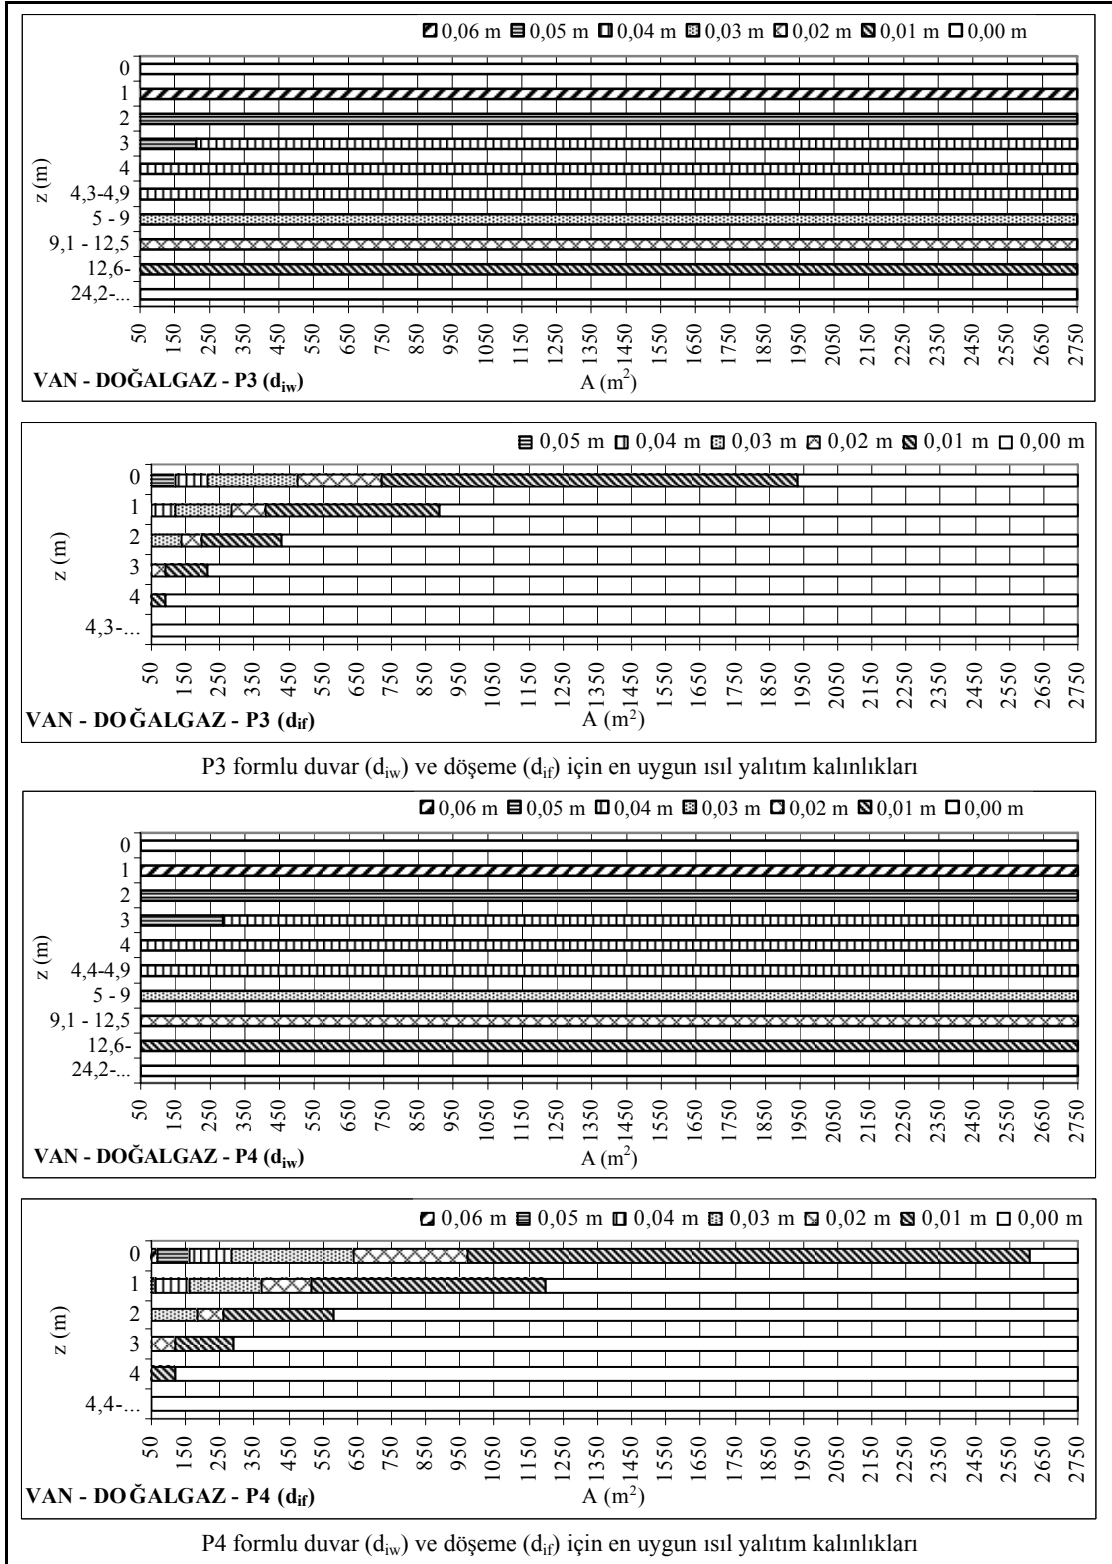 0,06 m 0,05 m 0,04 m 0,03 m 0,02 m 0,01 m 0,00 m
z (m)
0
1
2
3
4
4,3-4,9
5 - 9
9,1 - 12,5
12,6-
24,2-...
50 150 250 350 450 550 650 750 850 950 1050 1150 1250 1350 1450 1550 1650 1750 1850 1950 2050 2150 2250 2350 2450 2550 2650 2750
VAN - DOĞALGAZ - P3 (diw)
A (m²)
0,05 m 0,04 m 0,03 m 0,02 m 0,01 m 0,00 m
z (m)
0
1
2
3
4
4,3-...
50 150 250 350 450 550 650 750 850 950 1050 1150 1250 1350 1450 1550 1650 1750 1850 1950 2050 2150 2250 2350 2450 2550 2650 2750
VAN - DOĞALGAZ - P3 (dif)
A (m²)
P3 formlu duvar (diw) ve döşeme (dif) için en uygun ısıl yalıtım kalınlıkları
0,06 m 0,05 m 0,04 m 0,03 m 0,02 m 0,01 m 0,00 m
z (m)
0
1
2
3
4
4,4-4,9
5 - 9
9,1 - 12,5
12,6-
24,2-...
50 150 250 350 450 550 650 750 850 950 1050 1150 1250 1350 1450 1550 1650 1750 1850 1950 2050 2150 2250 2350 2450 2550 2650 2750
VAN - DOĞALGAZ - P4 (diw)
A (m²)
0,06 m 0,05 m 0,04 m 0,03 m 0,02 m 0,01 m 0,00 m
z (m)
0
1
2
3
4
4,4-...
50 150 250 350 450 550 650 750 850 950 1050 1150 1250 1350 1450 1550 1650 1750 1850 1950 2050 2150 2250 2350 2450 2550 2650 2750
VAN - DOĞALGAZ - P4 (dif)
A (m²)
P4 formlu duvar (diw) ve döşeme (dif) için en uygun ısıl yalıtım kalınlıkları